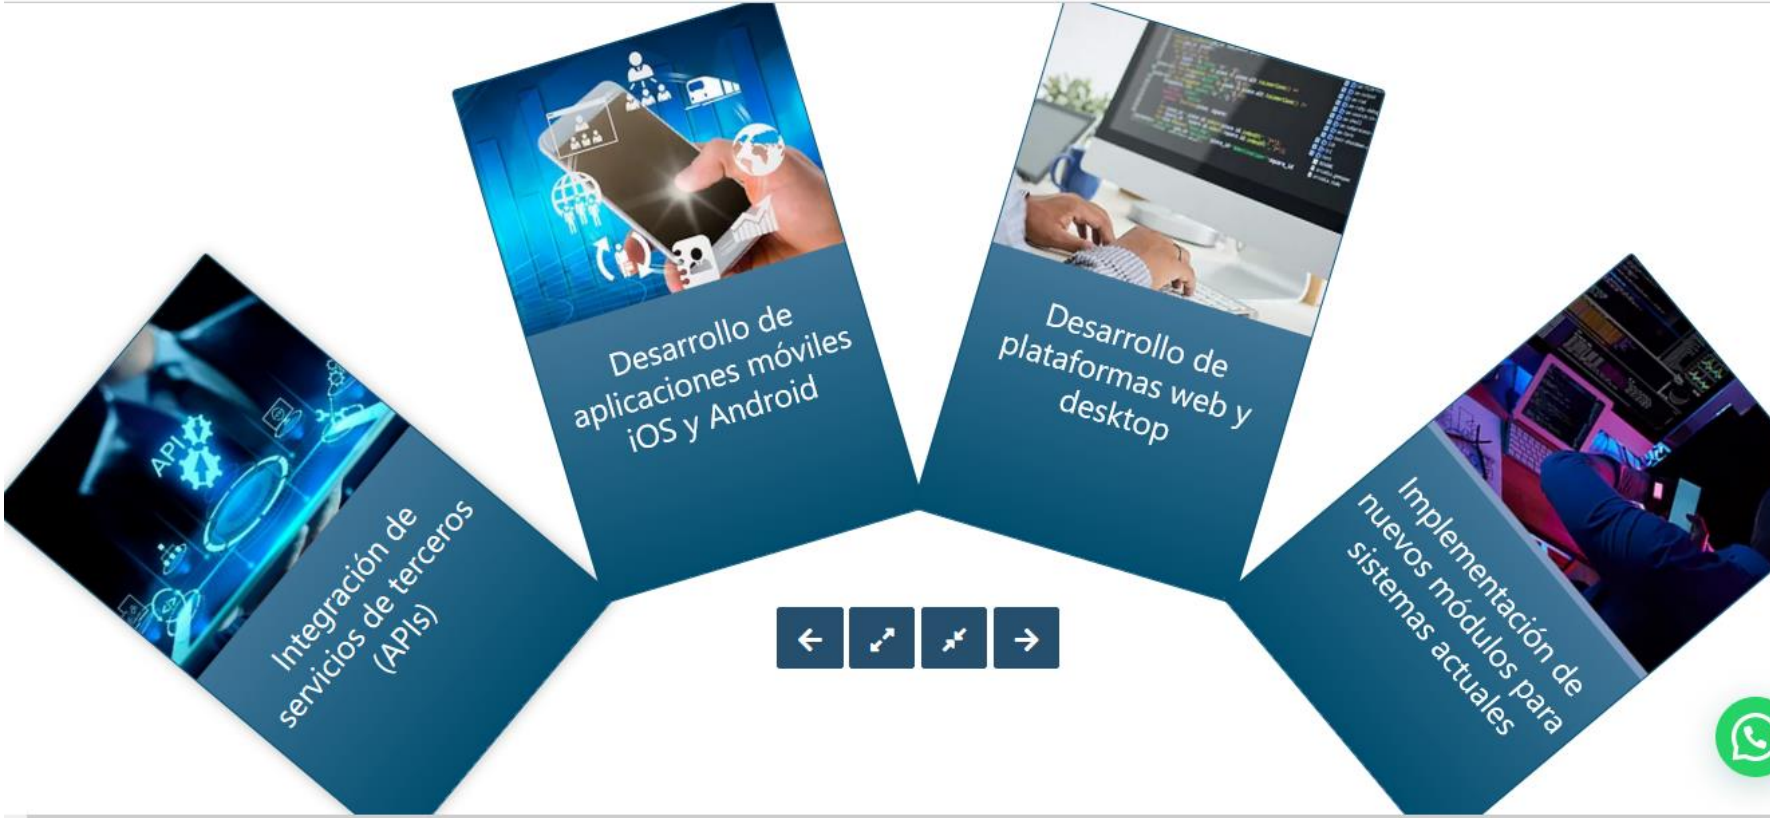 Integración de
servicios de terceros
(APIs)
API
Desarrollo de
aplicaciones móviles
iOS y Android
Desarrollo de
plataformas web y
desktop
Implementación de
nuevos módulos para
sistemas actuales